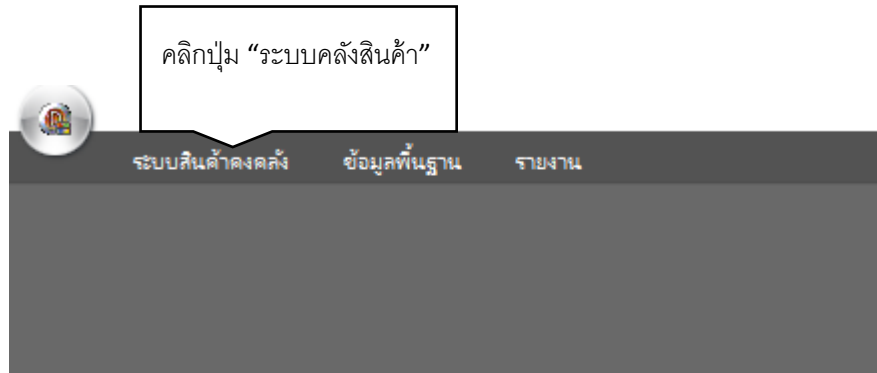 คลิกปุ่ม “ระบบคลังสินค้า”
ระบบสินค้าคงคลัง ข้อมูลพื้นฐาน รายงาน